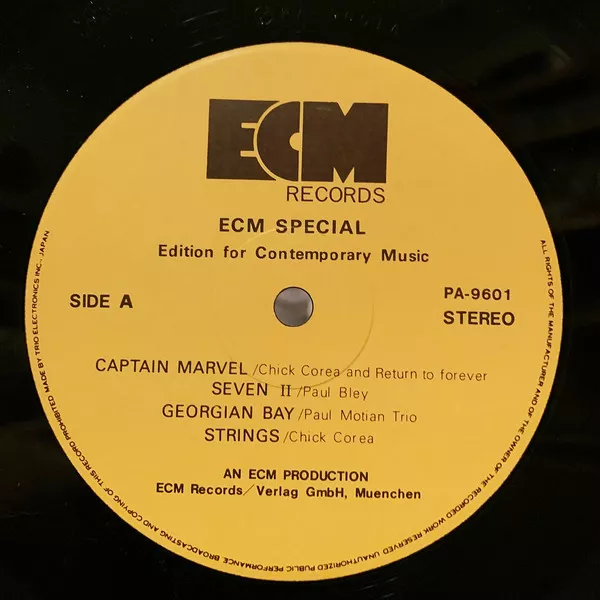 ECM
RECORDS
ECM SPECIAL
Edition for Contemporary Music
SIDE A
PA-9601
STEREO
CAPTAIN MARVEL/Chick Corea and Return to forever
SEVEN II/Paul Bley
GEORGIAN BAY/Paul Motian Trio
STRINGS/Chick Corea
AN ECM PRODUCTION
ECM Records/Verlag GmbH, Muenchen
ALL RIGHTS OF THE MANUFACTURER AND OF THE OWNER OF THE RECORDED WORK RESERVED UNAUTHORIZED PUBLIC PERFORMANCE BROADCASTING AND COPYING OF THIS RECORD PROHIBITED MADE BY TRIO ELECTRONICS INC. JAPAN